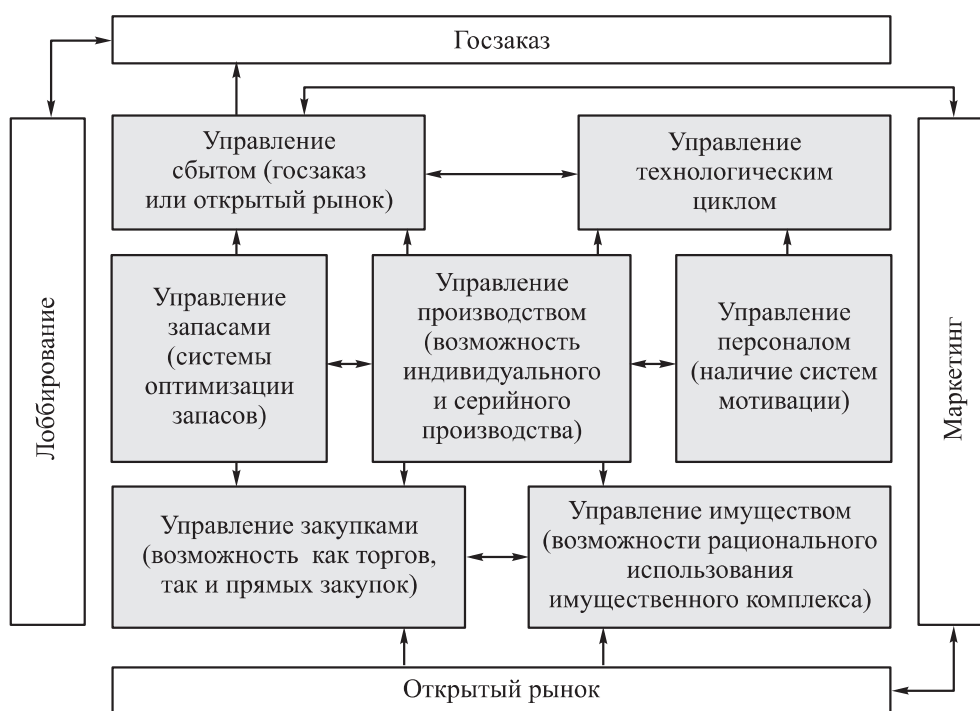 Госзаказ
Лоббирование
Управление
сбытом (госзаказ
или открытый рынок)
Управление
технологическим
циклом
Управление
запасами
(системы
оптимизации
запасов)
Управление
производством
(возможность
индивидуального
и серийного
производства)
Управление
персоналом
(наличие систем
мотивации)
Маркетинг
Управление закупками
(возможность как торгов,
так и прямых закупок)
Управление имуществом
(возможности рационального
использования
имущественного комплекса)
Открытый рынок